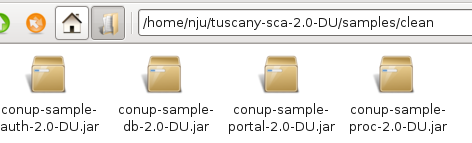 /home/nju/tuscany-sca-2.0-DU/samples/clean
conup-sample-auth-2.0-DU.jar
conup-sample-db-2.0-DU.jar
conup-sample-portal-2.0-DU.jar
conup-sample-proc-2.0-DU.jar